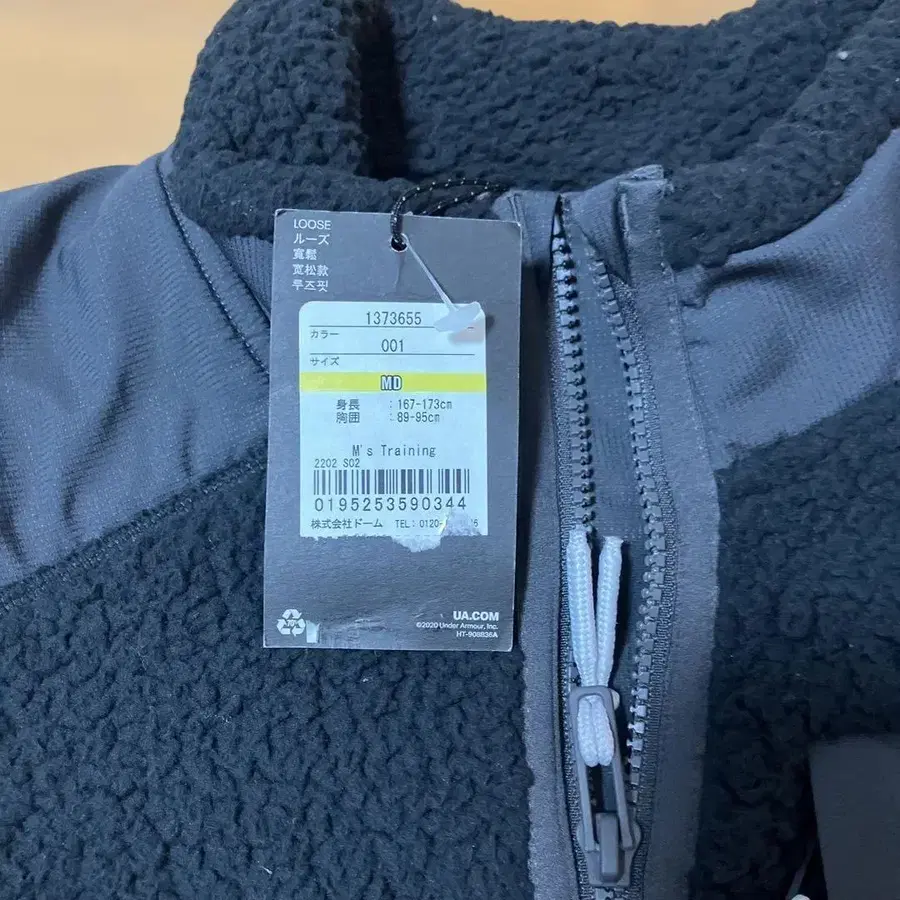 LOOSE
ルーズ
寬鬆
宽松款
루즈핏
1373655
カラー
001
サイズ
MD
身長 : 167-173cm
胸囲 : 89-95cm
M's Training
2202 S02
0195253590344
株式会社ドーム TEL: 0120-
70%
UA.COM
©2020 Under Armour, Inc.
HT-908836A